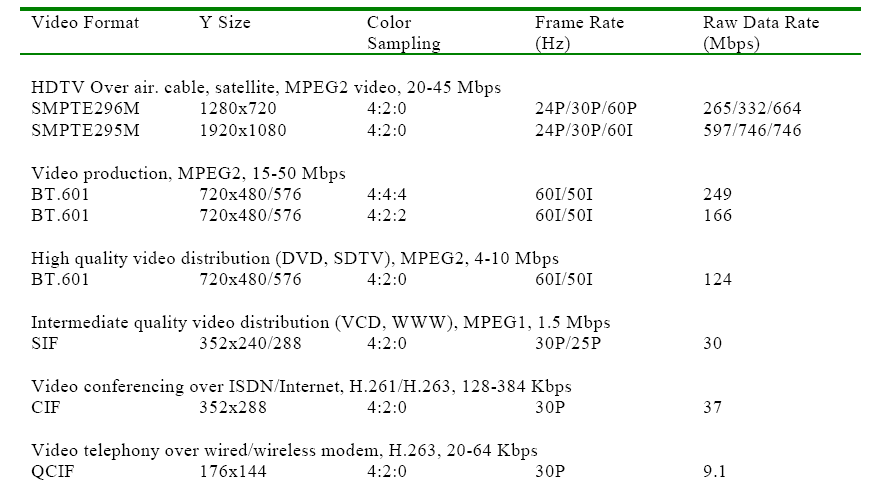 Video Format Y Size Color Sampling Frame Rate (Hz) Raw Data Rate (Mbps)
HDTV Over air. cable, satellite, MPEG2 video, 20-45 Mbps
SMPTE296M 1280x720 4:2:0 24P/30P/60P 265/332/664
SMPTE295M 1920x1080 4:2:0 24P/30P/60I 597/746/746
Video production, MPEG2, 15-50 Mbps
BT.601 720x480/576 4:4:4 60I/50I 249
BT.601 720x480/576 4:2:2 60I/50I 166
High quality video distribution (DVD, SDTV), MPEG2, 4-10 Mbps
BT.601 720x480/576 4:2:0 60I/50I 124
Intermediate quality video distribution (VCD, WWW), MPEG1, 1.5 Mbps
SIF 352x240/288 4:2:0 30P/25P 30
Video conferencing over ISDN/Internet, H.261/H.263, 128-384 Kbps
CIF 352x288 4:2:0 30P 37
Video telephony over wired/wireless modem, H.263, 20-64 Kbps
QCIF 176x144 4:2:0 30P 9.1